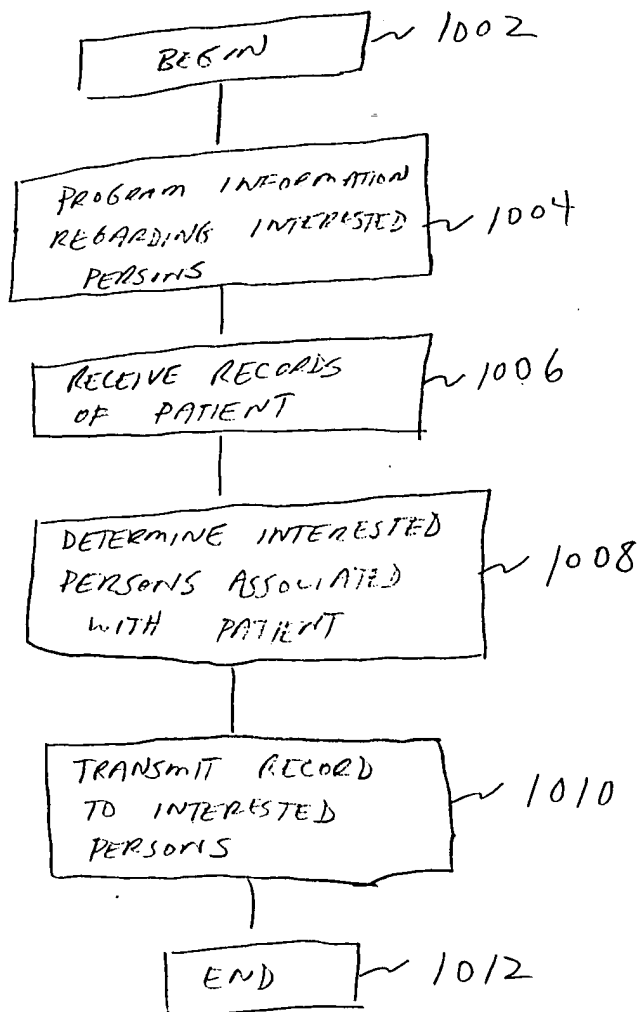 BEGIN
1002
PROGRAM INFORMATION
REGARDING INTERESTED
PERSONS
1004
RECEIVE RECORDS
OF PATIENT
1006
DETERMINE INTERESTED
PERSONS ASSOCIATED
WITH PATIENT
1008
TRANSMIT RECORD
TO INTERESTED
PERSONS
1010
END
1012